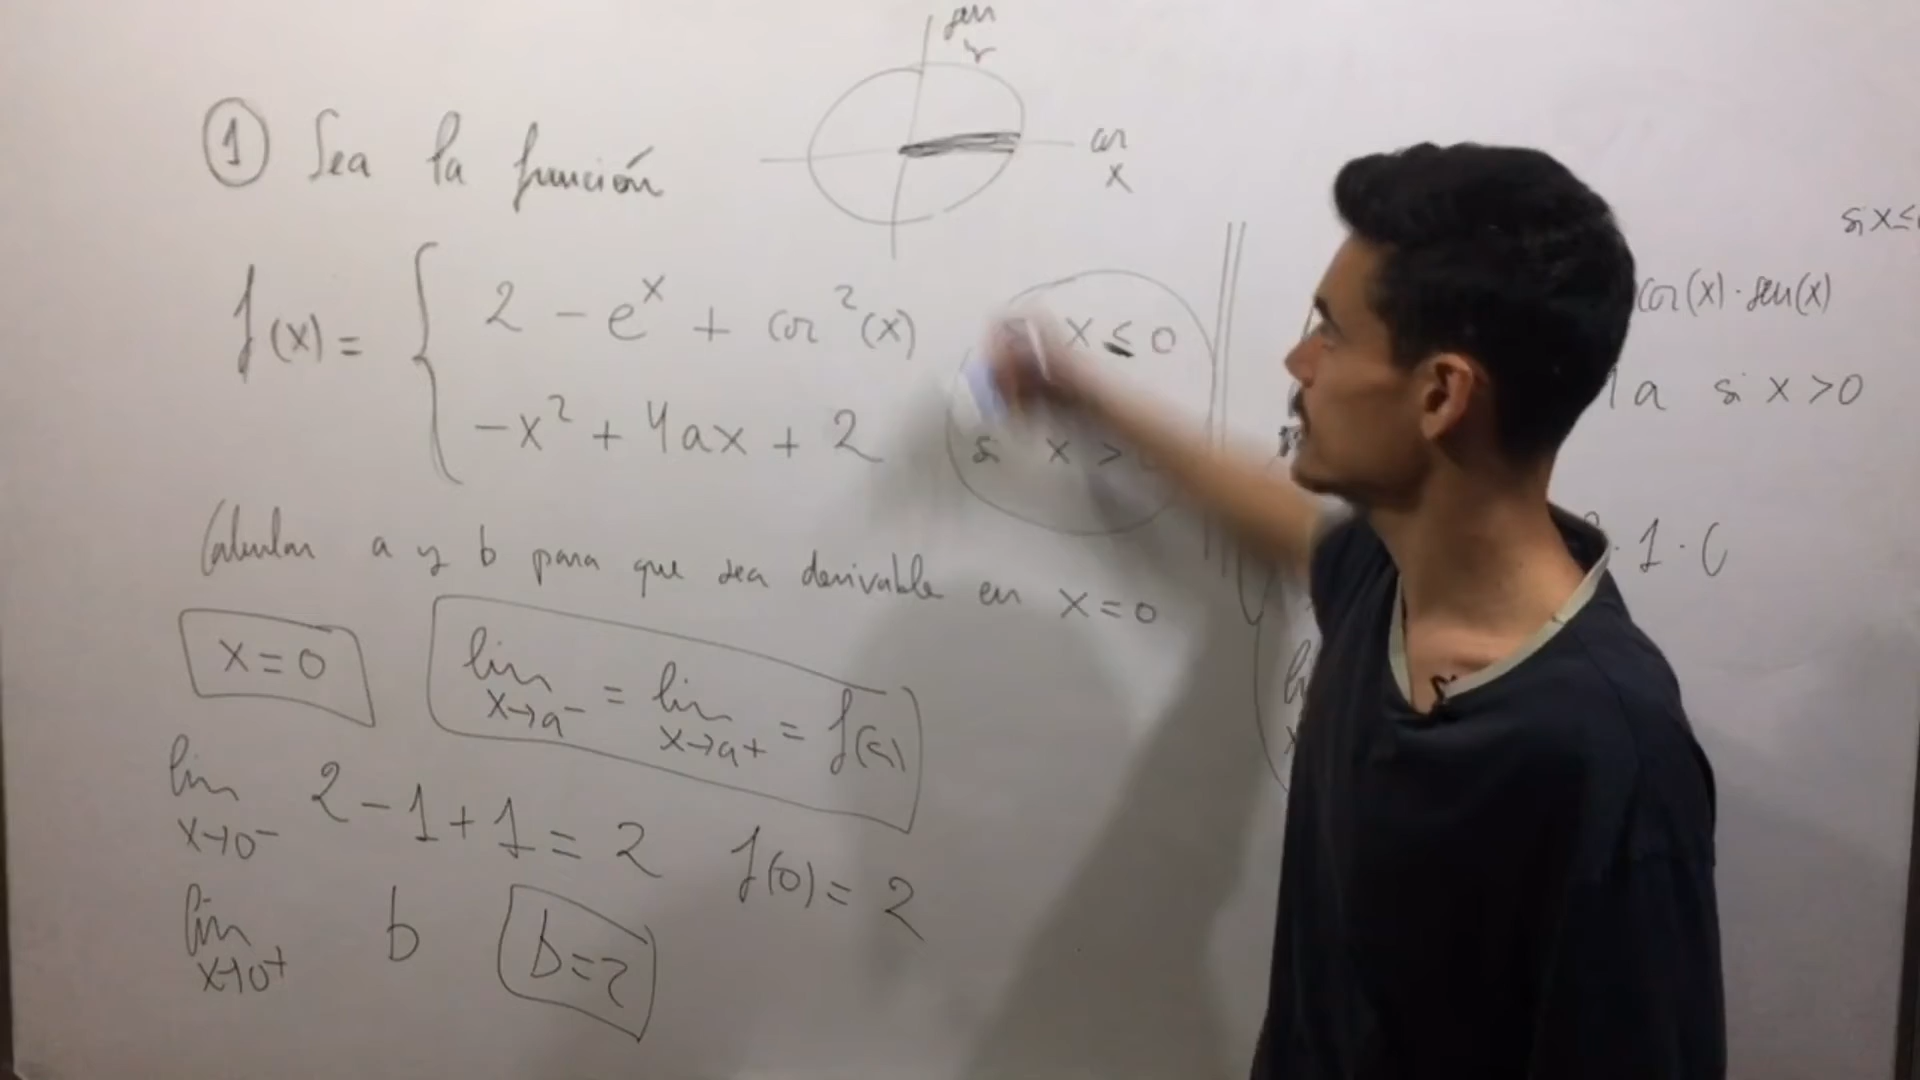 sen
y
cos
x
① Sea la función
f(x) = { 2 - eˣ + cos²(x) x ≤ 0
-x² + 4ax + 2 si x >
Calcular a y b para que sea derivable en x=0
x=0
lim x→a⁻ = lim x→a⁺ = f(a)
lim x→0⁻ 2-1+1=2 f(0)=2
lim x→0⁺ b b=2
si x≤
cos(x)·sen(x)
a si x>0
·1·